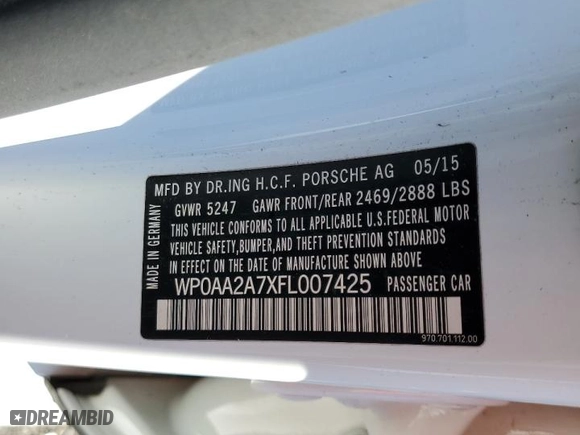 MFD BY DR.ING H.C.F. PORSCHE AG 05/15
GVWR 5247 GAWR FRONT/REAR 2469/2888 LBS
THIS VEHICLE CONFORMS TO ALL APPLICABLE U.S.FEDERAL MOTOR
VEHICLE SAFETY,BUMPER,AND THEFT PREVENTION STANDARDS
IN EFFECT ON THE DATE OF MANUFACTURE SHOWN ABOVE
WP0AA2A7XFL007425 PASSENGER CAR
MADE IN GERMANY
970.701.112.00
DREAMBID